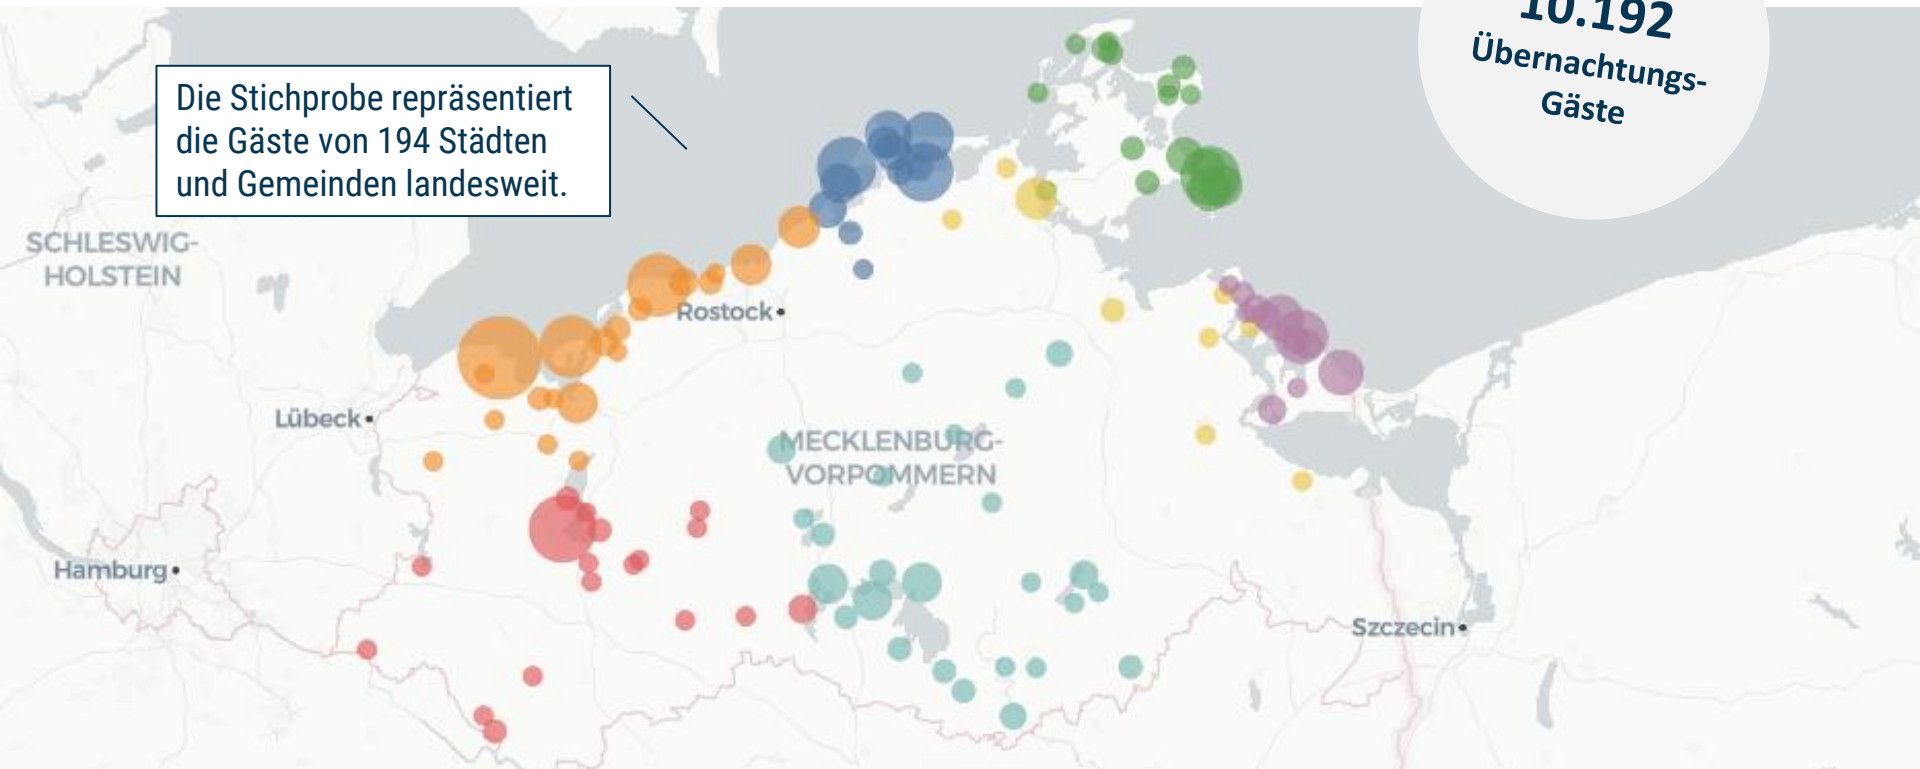 10.192
Übernachtungs-
Gäste
Die Stichprobe repräsentiert
die Gäste von 194 Städten
und Gemeinden landesweit.
SCHLESWIG-
HOLSTEIN
Rostock
Lübeck
MECKLENBURG-
VORPOMMERN
Hamburg
Szczecin